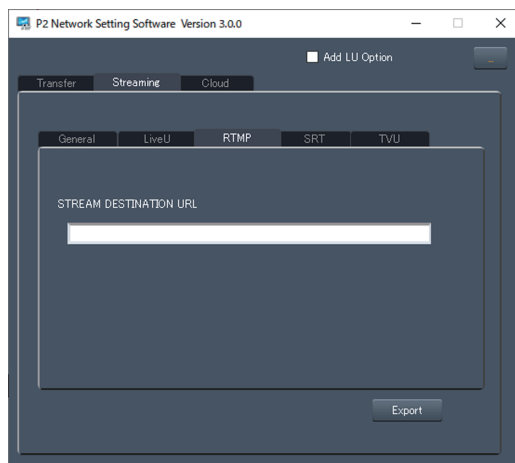 P2 Network Setting Software Version 3.0.0
Add LU Option
Transfer Streaming Cloud
General LiveU RTMP SRT TVU
STREAM DESTINATION URL
Export